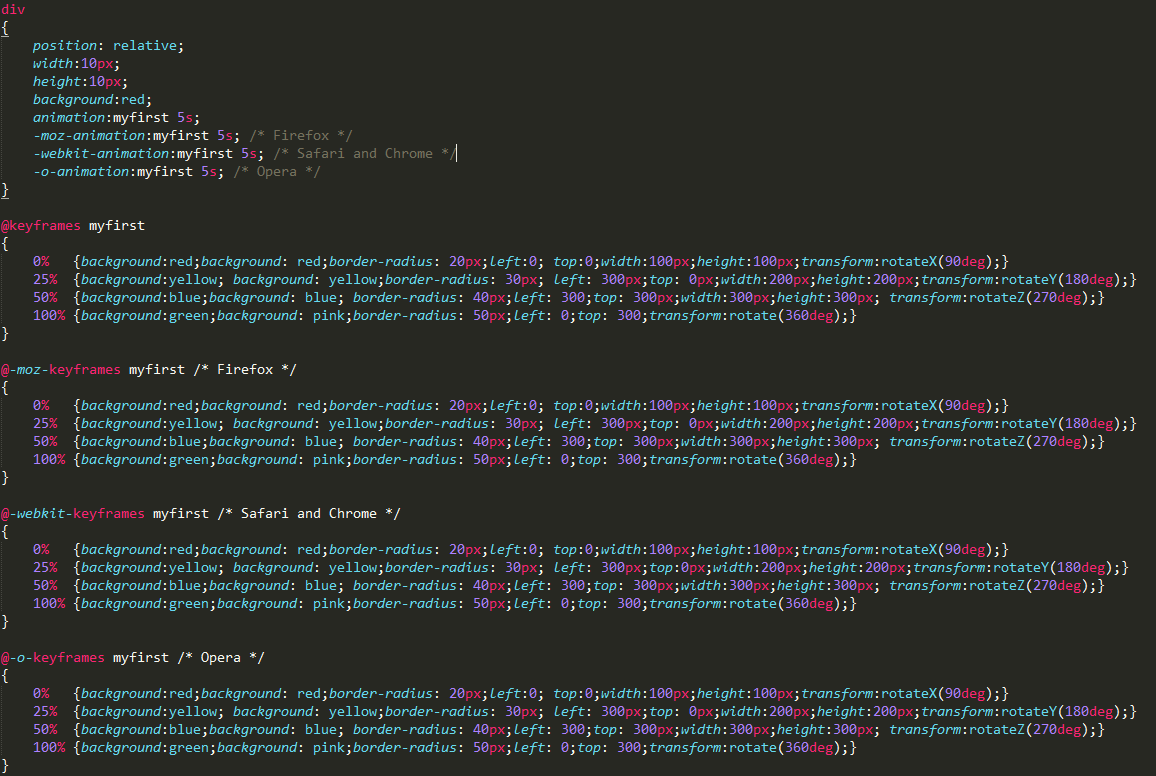 div
{
    position: relative;
    width:10px;
    height:10px;
    background:red;
    animation:myfirst 5s;
    -moz-animation:myfirst 5s; /* Firefox */
    -webkit-animation:myfirst 5s; /* Safari and Chrome */
    -o-animation:myfirst 5s; /* Opera */
}

@keyframes myfirst
{
    0%   {background:red;background: red;border-radius: 20px;left:0; top:0;width:100px;height:100px;transform:rotateX(90deg);}
    25%  {background:yellow; background: yellow;border-radius: 30px; left: 300px;top: 0px;width:200px;height:200px;transform:rotateY(180deg);}
    50%  {background:blue;background: blue; border-radius: 40px;left: 300;top: 300px;width:300px;height:300px; transform:rotateZ(270deg);}
    100% {background:green;background: pink;border-radius: 50px;left: 0;top: 300;transform:rotate(360deg);}
}

@-moz-keyframes myfirst /* Firefox */
{
    0%   {background:red;background: red;border-radius: 20px;left:0; top:0;width:100px;height:100px;transform:rotateX(90deg);}
    25%  {background:yellow; background: yellow;border-radius: 30px; left: 300px;top: 0px;width:200px;height:200px;transform:rotateY(180deg);}
    50%  {background:blue;background: blue; border-radius: 40px;left: 300;top: 300px;width:300px;height:300px; transform:rotateZ(270deg);}
    100% {background:green;background: pink;border-radius: 50px;left: 0;top: 300;transform:rotate(360deg);}
}

@-webkit-keyframes myfirst /* Safari and Chrome */
{
    0%   {background:red;background: red;border-radius: 20px;left:0; top:0;width:100px;height:100px;transform:rotateX(90deg);}
    25%  {background:yellow; background: yellow;border-radius: 30px; left: 300px;top:0px;width:200px;height:200px;transform:rotateY(180deg);}
    50%  {background:blue;background: blue; border-radius: 40px;left: 300;top: 300px;width:300px;height:300px; transform:rotateZ(270deg);}
    100% {background:green;background: pink;border-radius: 50px;left: 0;top: 300;transform:rotate(360deg);}
}

@-o-keyframes myfirst /* Opera */
{
    0%   {background:red;background: red;border-radius: 20px;left:0; top:0;width:100px;height:100px;transform:rotateX(90deg);}
    25%  {background:yellow; background: yellow;border-radius: 30px; left: 300px;top: 0px;width:200px;height:200px;transform:rotateY(180deg);}
    50%  {background:blue;background: blue; border-radius: 40px;left: 300;top: 300px;width:300px;height:300px; transform:rotateZ(270deg);}
    100% {background:green;background: pink;border-radius: 50px;left: 0;top: 300;transform:rotate(360deg);}
}